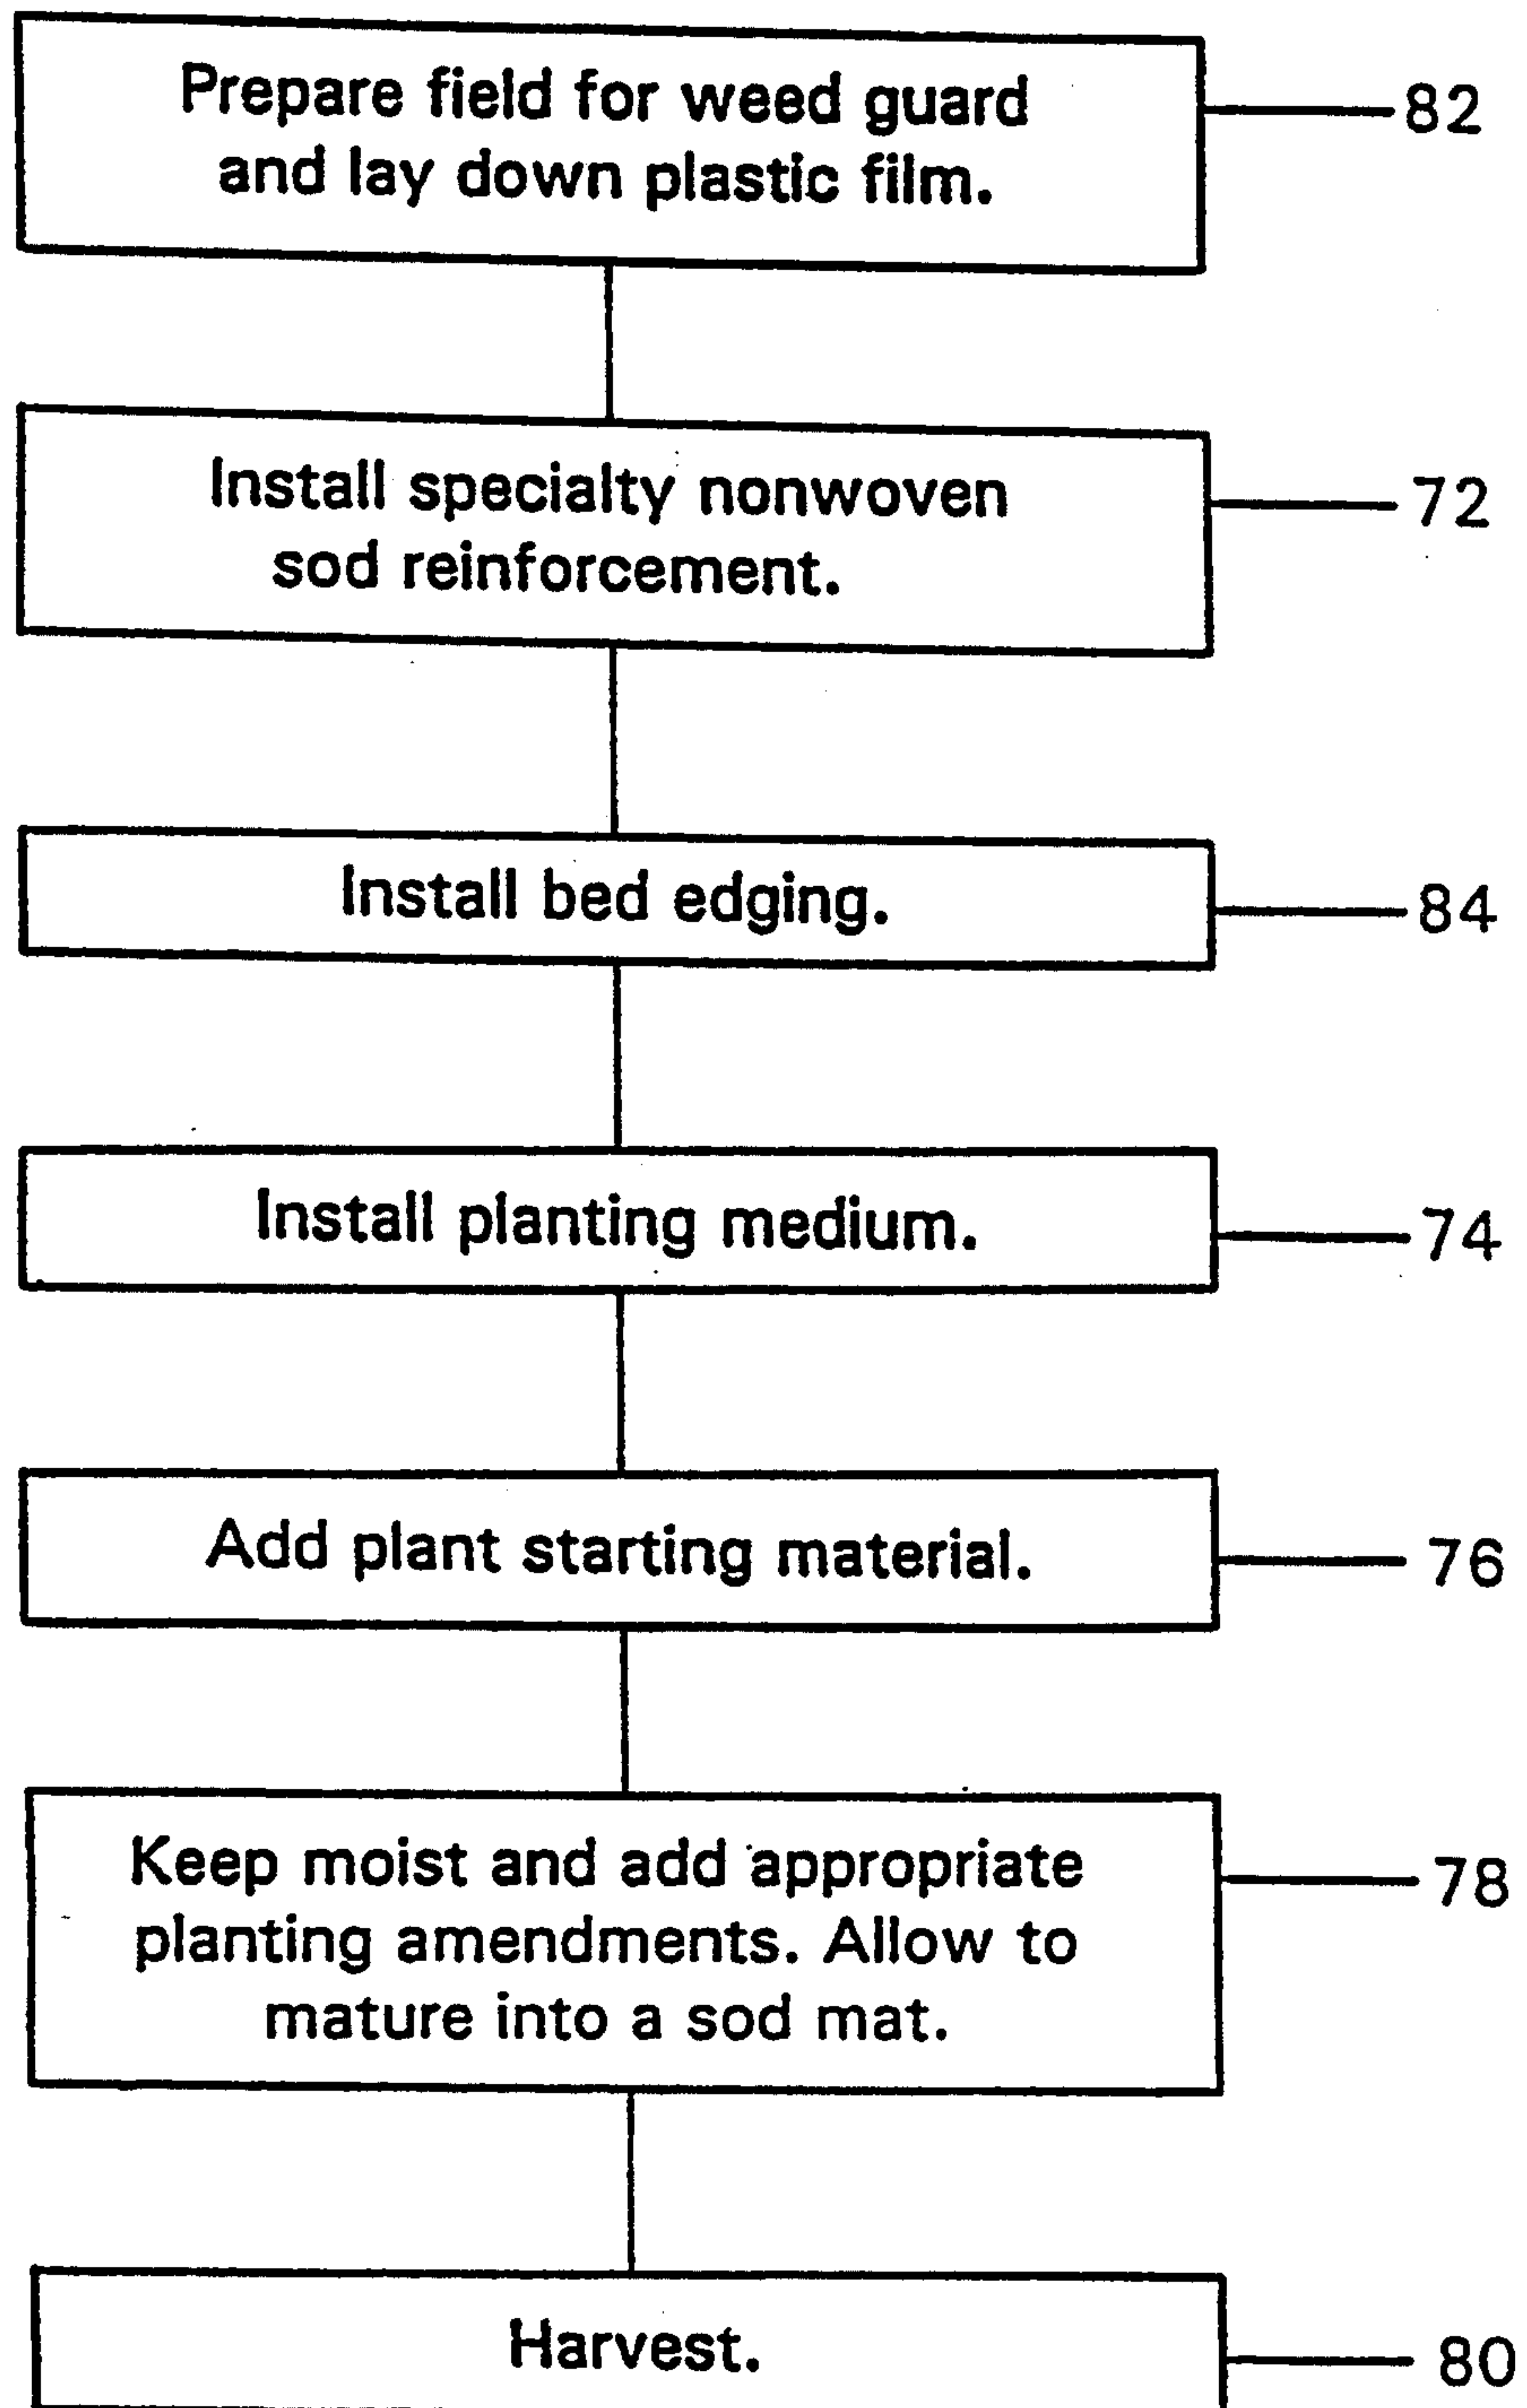 Prepare field for weed guard
and lay down plastic film.
82
Install specialty nonwoven
sod reinforcement.
72
Install bed edging.
84
Install planting medium.
74
Add plant starting material.
76
Keep moist and add appropriate
planting amendments. Allow to
mature into a sod mat.
78
Harvest.
80